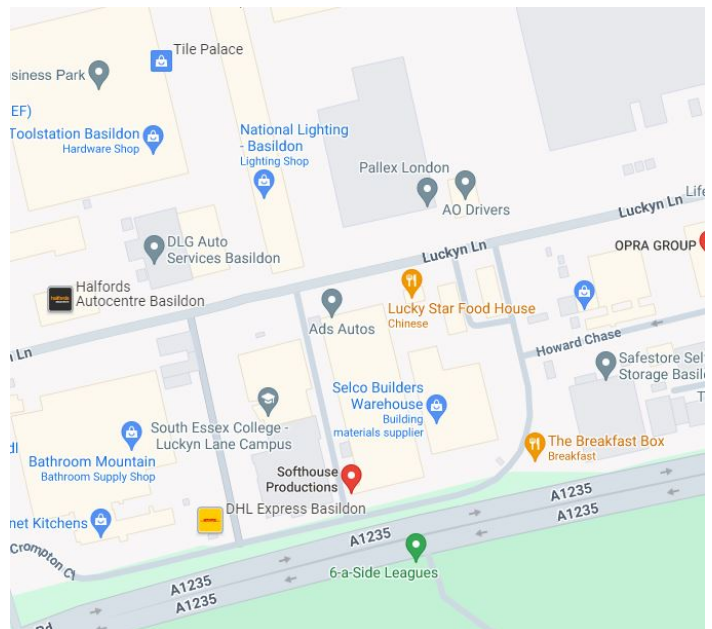 Tile Palace
siness Park
EF)
Toolstation Basildon
Hardware Shop
National Lighting
- Basildon
Lighting Shop
Pallex London
AO Drivers
Life
Luckyn Ln
OPRA GROUP
DLG Auto
Services Basildon
Luckyn Ln
Halfords
Autocentre Basildon
halfords
Lucky Star Food House
Chinese
Ads Autos
n Ln
Howard Chase
Safestore Sel
Storage Basil
T
Selco Builders
Warehouse
Building
materials supplier
South Essex College -
Luckyn Lane Campus
The Breakfast Box
Breakfast
dl
Bathroom Mountain
Bathroom Supply Shop
Softhouse
Productions
A1235
A1235
DHL Express Basildon
net Kitchens
A1235
Crompton Cl
6-a-Side Leagues
A1235
A1235
Rd